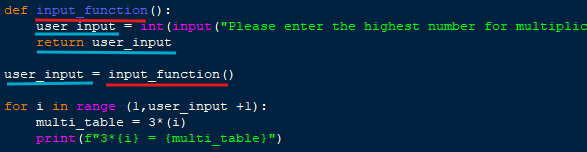 def input_function():
    user_input = int(input("Please enter the highest number for multiplic
    return user_input
user_input = input_function()
for i in range (1,user_input +1):
    multi_table = 3*(i)
    print(f"3*{i} = {multi_table}")